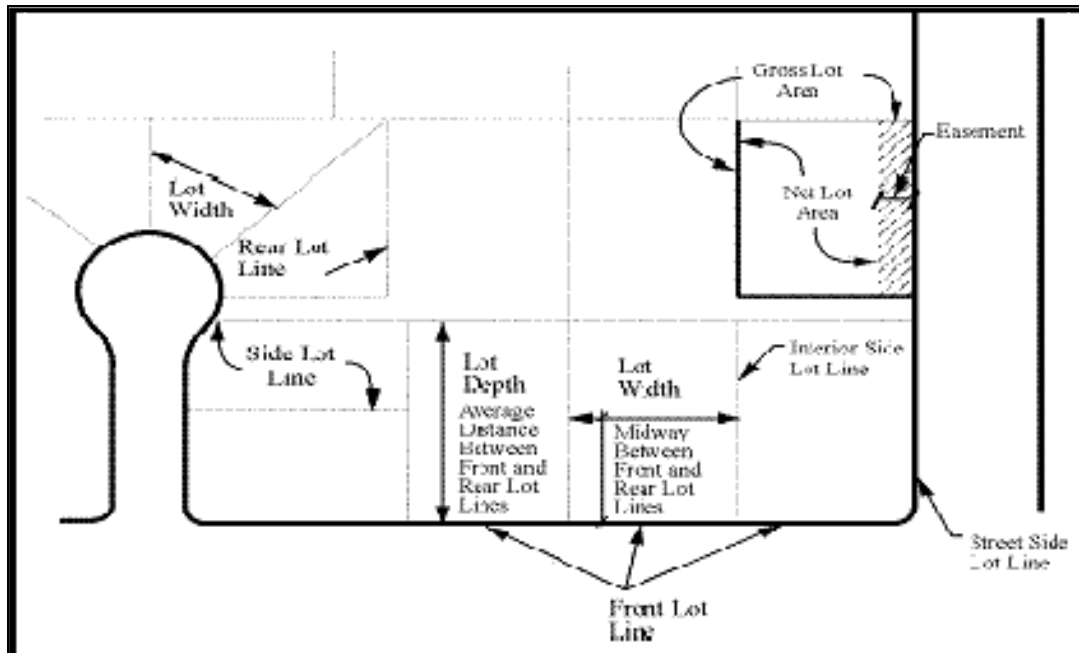 Gross Lot
Area
Easement
Lot
Width
Net Lot
Area
Rear Lot
Line
Side Lot
Line
Lot
Depth
Average
Distance
Between
Front and
Rear Lot
Lines
Lot
Width
Midway
Between
Front and
Rear Lot
Lines
Interior Side
Lot Line
Street Side
Lot Line
Front Lot
Line